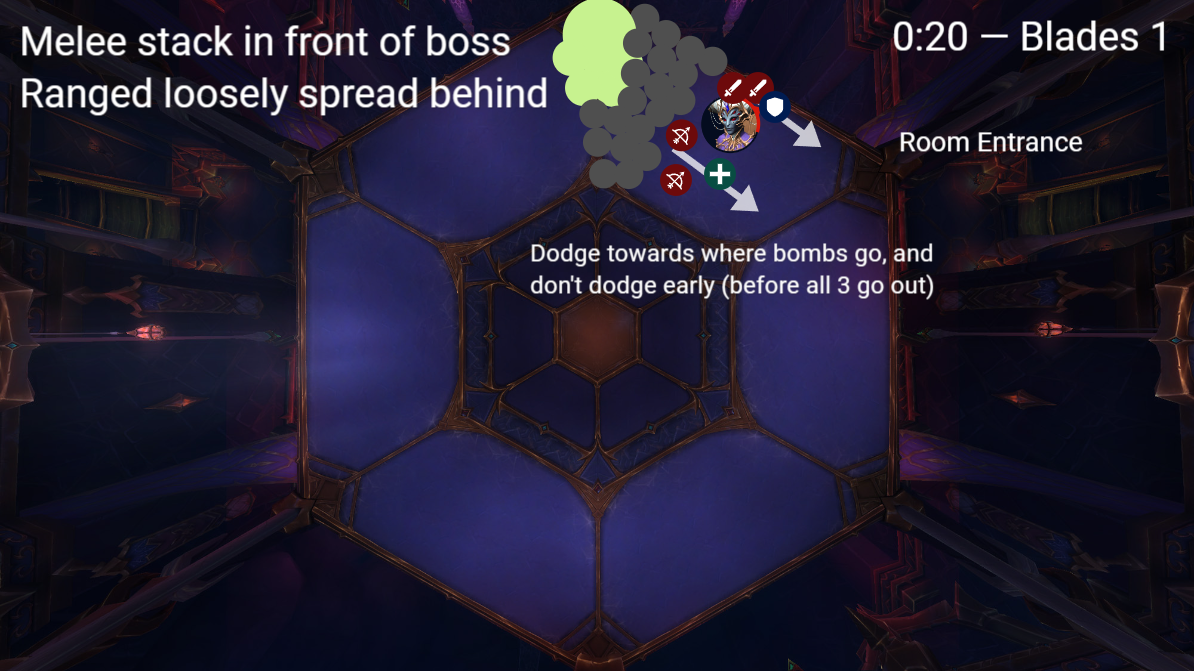 Melee stack in front of boss
Ranged loosely spread behind
0:20 — Blades 1
Room Entrance
Dodge towards where bombs go, and
don't dodge early (before all 3 go out)